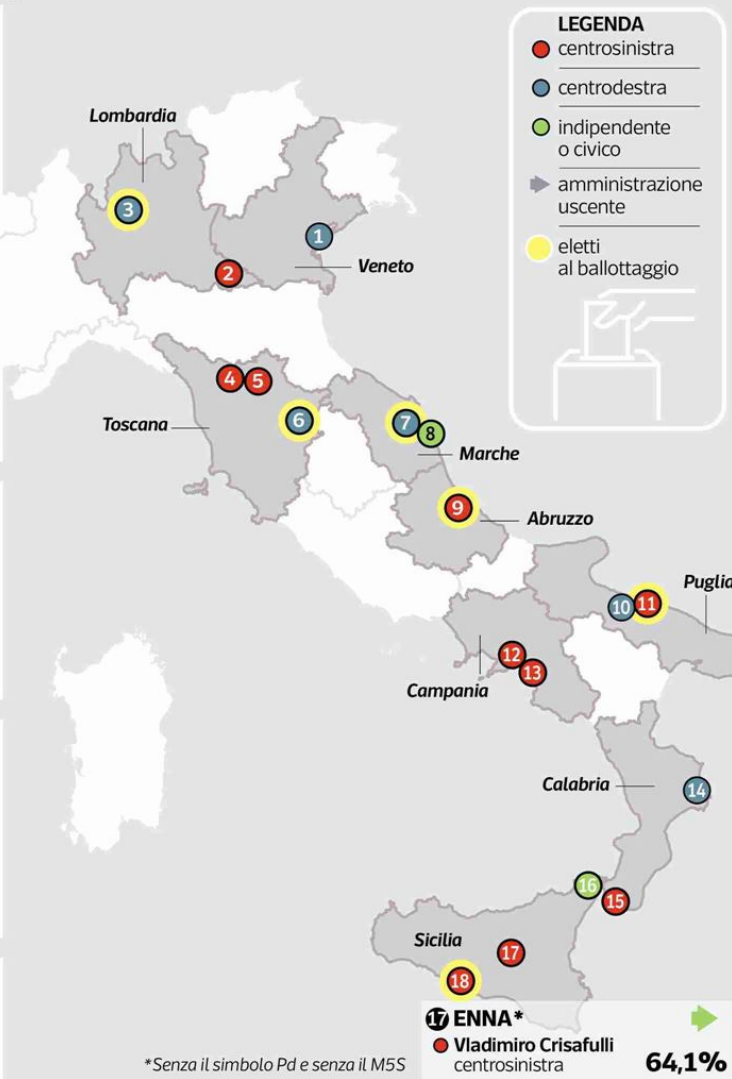 LEGENDA
centrosinistra
centrodestra
indipendente
o civico
amministrazione
uscente
eletti
al ballottaggio
Lombardia
3
1
2
Veneto
4
5
6
Toscana
7
8
Marche
9
Abruzzo
Puglia
10
11
12
13
Campania
Calabria
14
16
15
Sicilia
17
18
17 ENNA*
Vladimiro Crisafulli
centrosinistra
64,1%
*Senza il simbolo Pd e senza il M5S